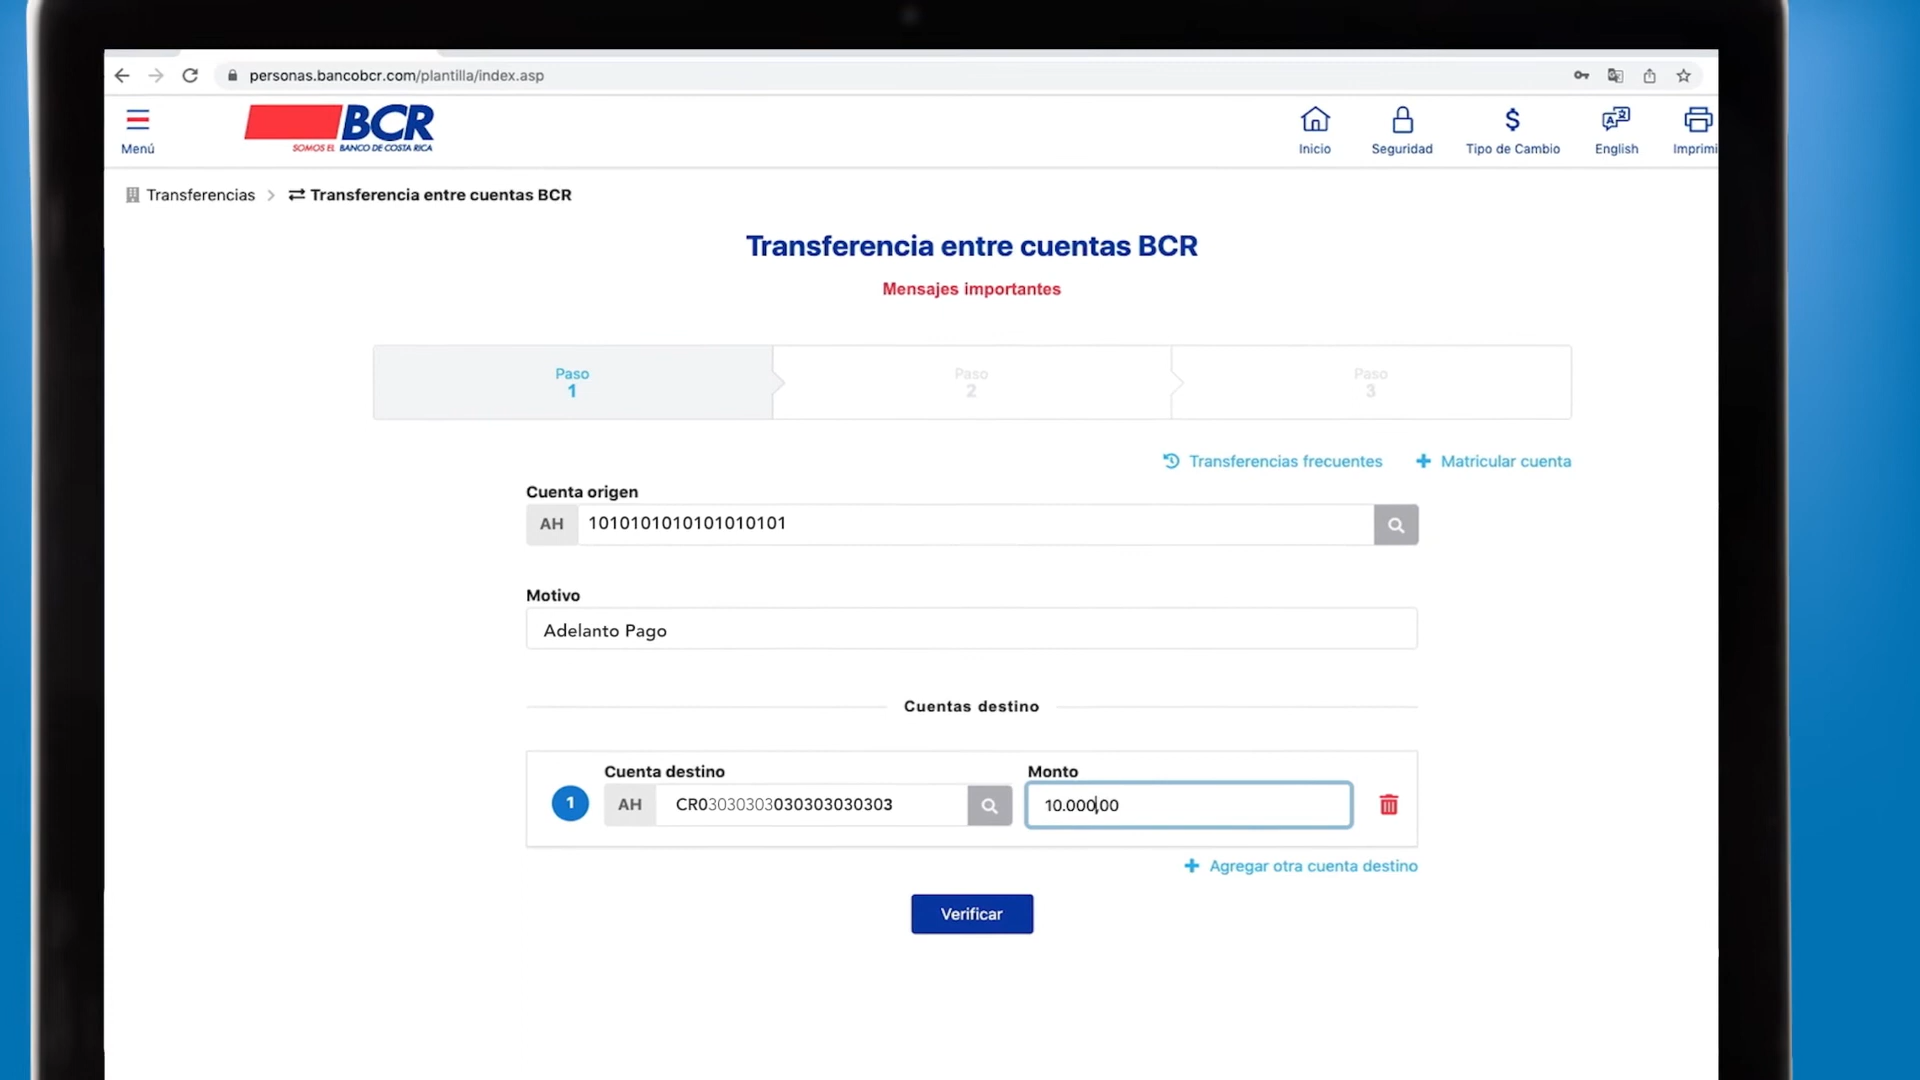 personas.bancobcr.com/plantilla/index.asp
Menú
BCR
SOMOS EL BANCO DE COSTA RICA
Inicio
Seguridad
Tipo de Cambio
English
Imprimi
Transferencias > Transferencia entre cuentas BCR
Transferencia entre cuentas BCR
Mensajes importantes
Paso
1
Paso
2
Paso
3
Transferencias frecuentes
+ Matricular cuenta
Cuenta origen
AH 1010101010101010101
Motivo
Adelanto Pago
Cuentas destino
Cuenta destino
Monto
1
AH CR03030303030303030303
10.000,00
+ Agregar otra cuenta destino
Verificar